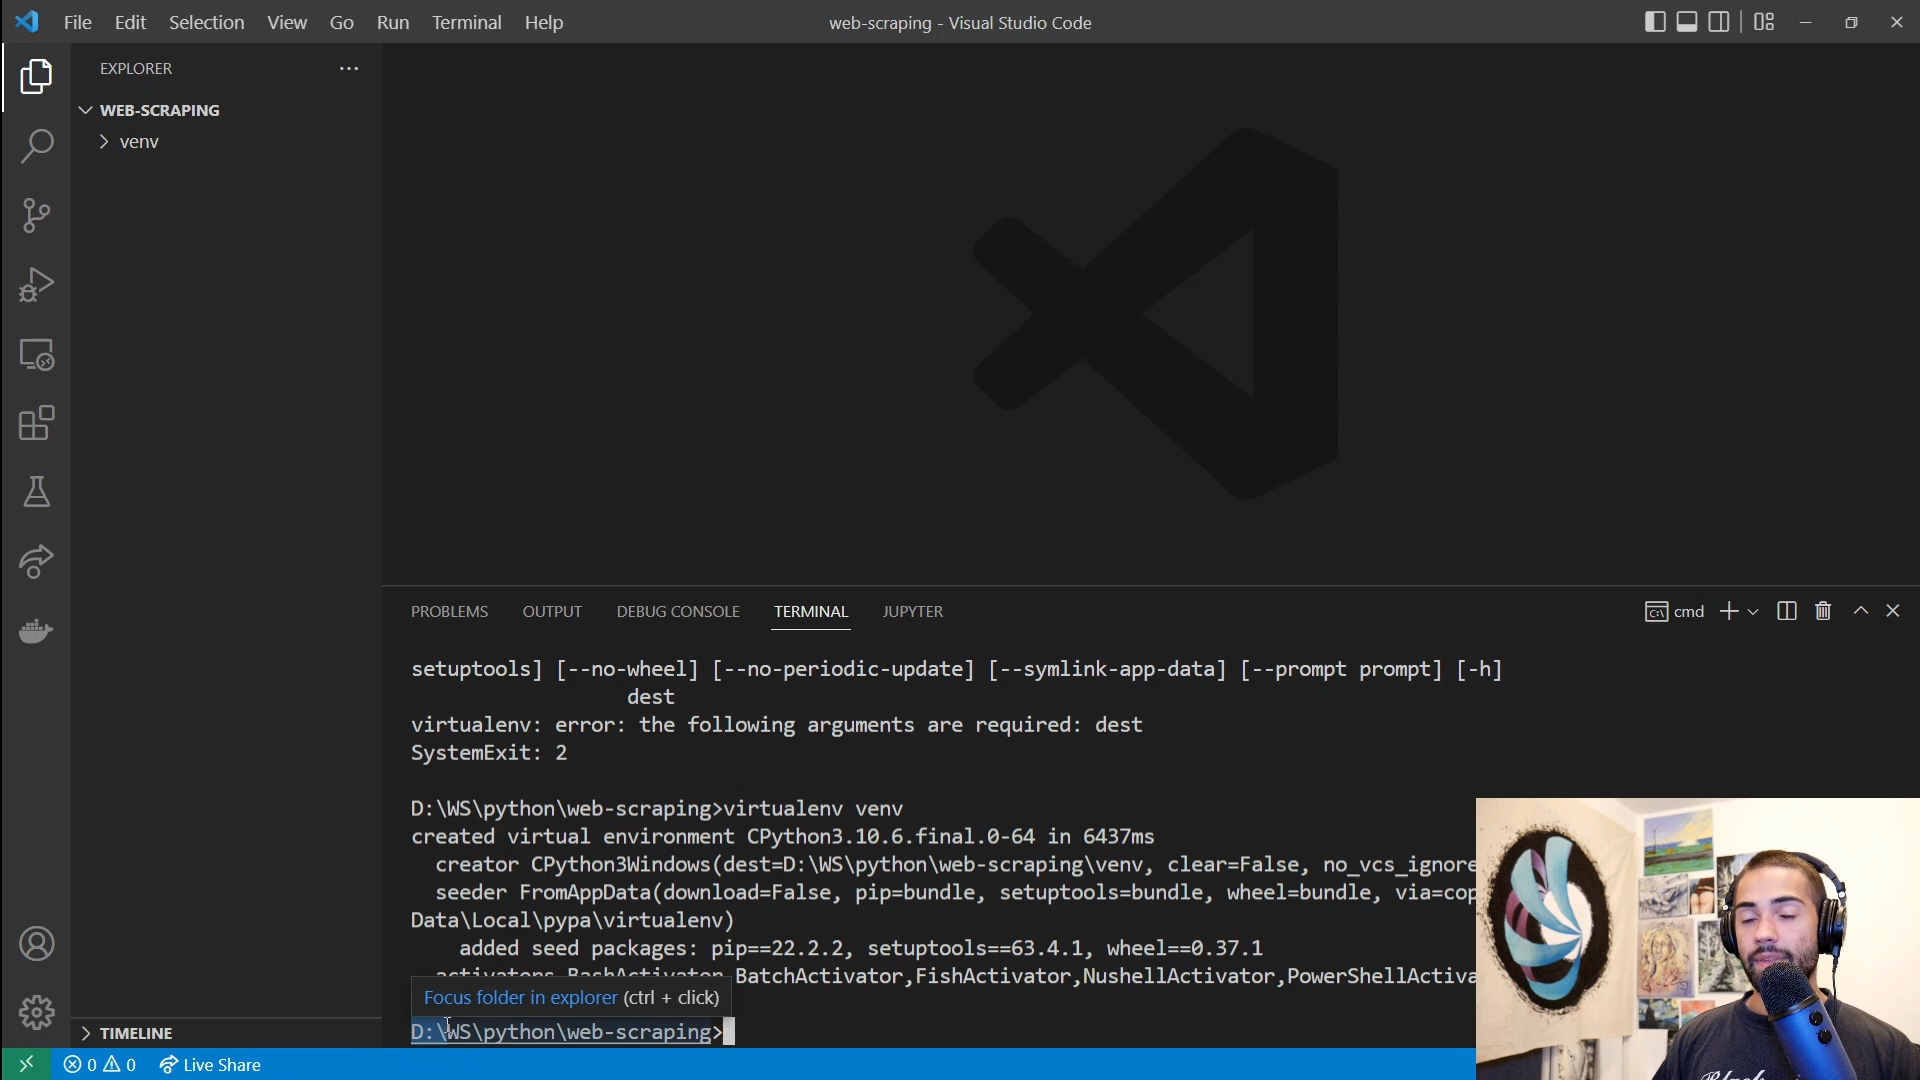 File Edit Selection View Go Run Terminal Help
web-scraping - Visual Studio Code
EXPLORER
WEB-SCRAPING
venv
PROBLEMS OUTPUT DEBUG CONSOLE TERMINAL JUPYTER
cmd
setuptools] [--no-wheel] [--no-periodic-update] [--symlink-app-data] [--prompt prompt] [-h]
dest
virtualenv: error: the following arguments are required: dest
SystemExit: 2
D:\WS\python\web-scraping>virtualenv venv
created virtual environment CPython3.10.6.final.0-64 in 6437ms
creator CPython3Windows(dest=D:\WS\python\web-scraping\venv, clear=False, no_vcs_ignore
seeder FromAppData(download=False, pip=bundle, setuptools=bundle, wheel=bundle, via=cop
Data\Local\pypa\virtualenv)
added seed packages: pip==22.2.2, setuptools==63.4.1, wheel==0.37.1
BatchActivator,FishActivator,NushellActivator,PowerShellActiva
Focus folder in explorer (ctrl + click)
D:\WS\python\web-scraping>
TIMELINE
0 0 Live Share